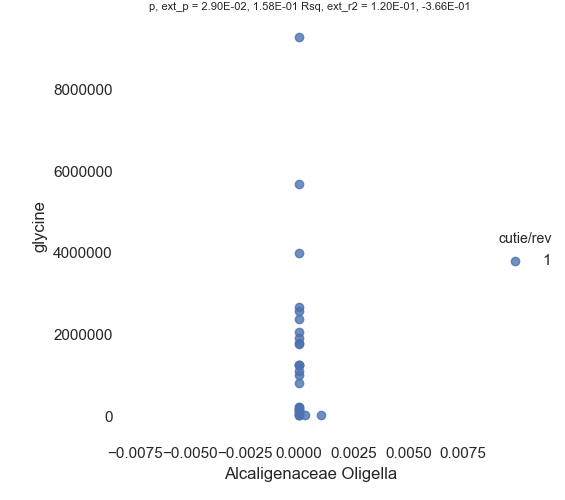 p, ext_p = 2.90E-02, 1.58E-01 Rsq, ext_r2 = 1.20E-01, -3.66E-01
8000000
6000000
4000000
2000000
0
glycine
cutie/rev
1
−0.0075 −0.0050 −0.0025 0.0000 0.0025 0.0050 0.0075
Alcaligenaceae Oligella